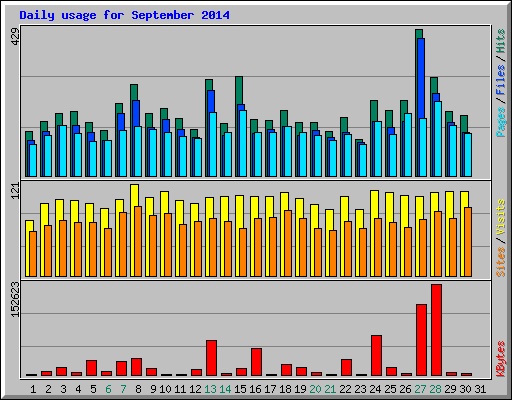 Daily usage for September 2014
429
Pages / Files / Hits
121
Sites / Visits
152623
KBytes
1 2 3 4 5 6 7 8 9 10 11 12 13 14 15 16 17 18 19 20 21 22 23 24 25 26 27 28 29 30 31